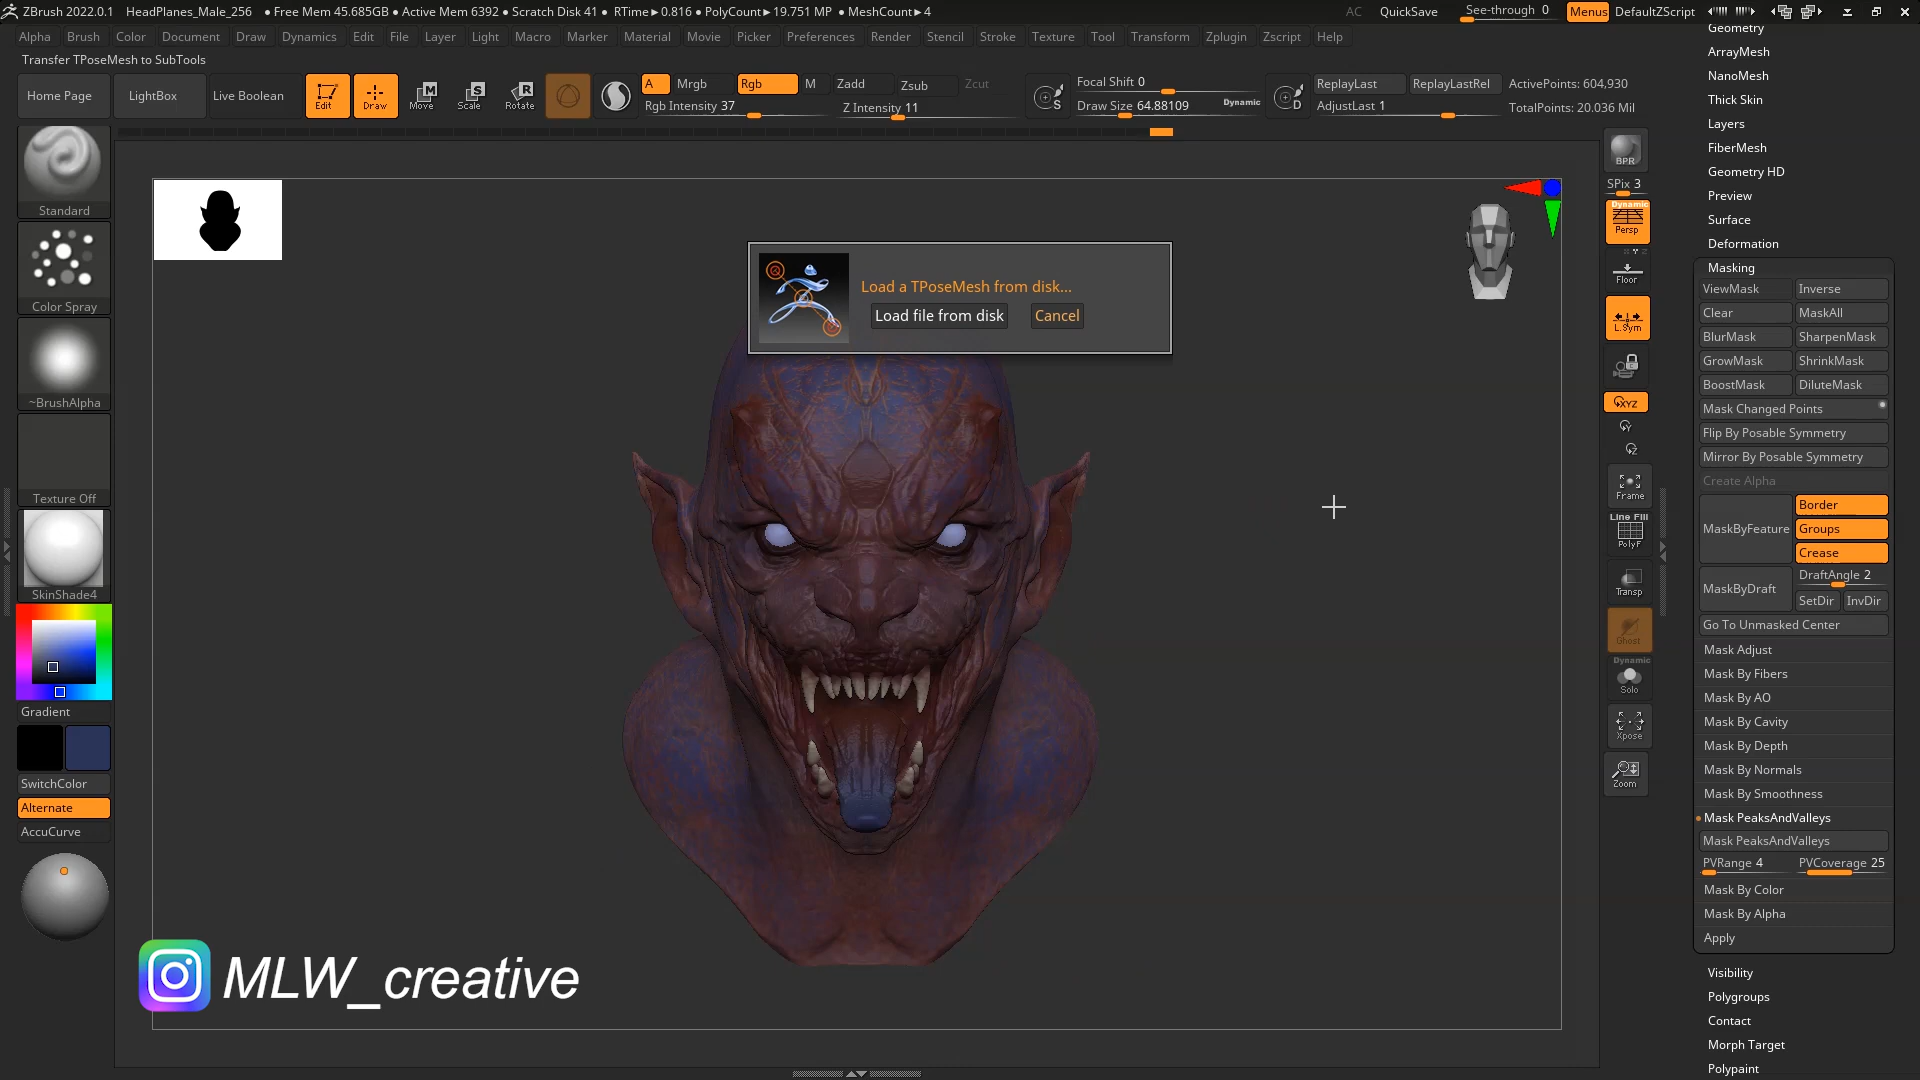 ZBrush 2022.0.1 HeadPlanes_Male_256 ● Free Mem 45.685GB ● Active Mem 6392 ● Scratch Disk 41 ● RTime►0.816 ● PolyCount►19.751 MP ● MeshCount►4 AC QuickSave See-through 0 Menus DefaultZScript
Alpha Brush Color Document Draw Dynamics Edit File Layer Light Macro Marker Material Movie Picker Preferences Render Stencil Stroke Texture Tool Transform Zplugin Zscript Help
Transfer TPoseMesh to SubTools
Home Page LightBox Live Boolean Edit Draw Move Scale Rotate
A Mrgb Rgb M Zadd Zsub Zcut
Rgb Intensity 37 Z Intensity 11
Focal Shift 0
Draw Size 64.88109 Dynamic
ReplayLast ReplayLastRel ActivePoints: 604,930
AdjustLast 1 TotalPoints: 20.036 Mil
Standard
Color Spray
~BrushAlpha
Texture Off
SkinShade4
Gradient
SwitchColor
Alternate
AccuCurve
Load a TPoseMesh from disk...
Load file from disk Cancel
MLW_creative
BPR
SPix 3
Dynamic
Persp
Floor
L.Sym
XYZ
Frame
Line Fill
PolyF
Transp
Ghost
Dynamic
Solo
Xpose
Zoom
Geometry
ArrayMesh
NanoMesh
Thick Skin
Layers
FiberMesh
Geometry HD
Preview
Surface
Deformation
Masking
ViewMask Inverse
Clear MaskAll
BlurMask SharpenMask
GrowMask ShrinkMask
BoostMask DiluteMask
Mask Changed Points
Flip By Posable Symmetry
Mirror By Posable Symmetry
Create Alpha
MaskByFeature Border
Groups
Crease
MaskByDraft DraftAngle 2
SetDir InvDir
Go To Unmasked Center
Mask Adjust
Mask By Fibers
Mask By AO
Mask By Cavity
Mask By Depth
Mask By Normals
Mask By Smoothness
Mask PeaksAndValleys
Mask PeaksAndValleys
PVRange 4 PVCoverage 25
Mask By Color
Mask By Alpha
Apply
Visibility
Polygroups
Contact
Morph Target
Polypaint